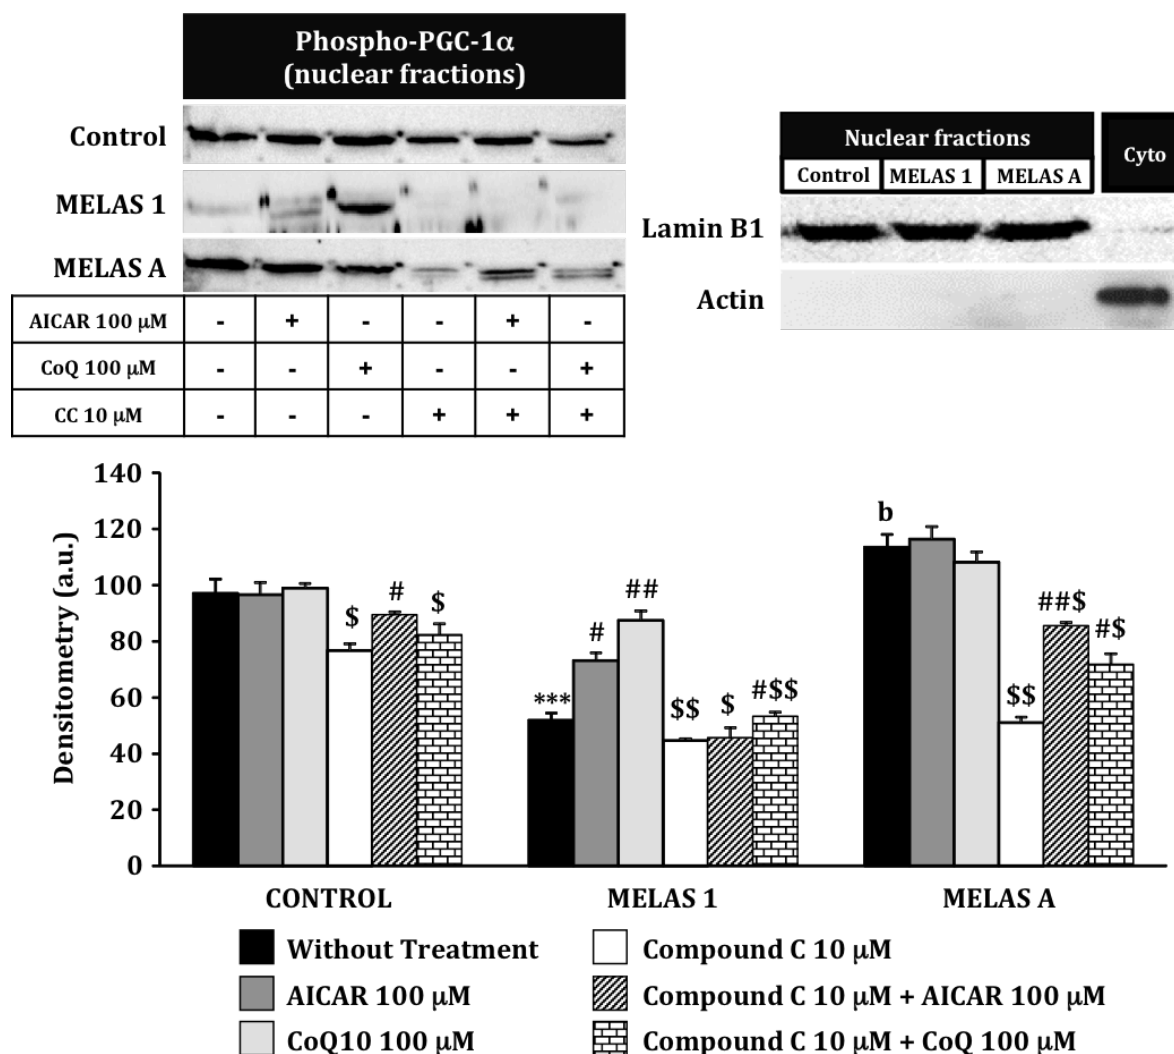 Phospho-PGC-1α
(nuclear fractions)
Control
MELAS 1
MELAS A
AICAR 100 μM - + - - + -
CoQ 100 μM - - + - - +
CC 10 μM - - - + + +
Nuclear fractions
Cyto
Control MELAS 1 MELAS A
Lamin B1
Actin
Densitometry (a.u.)
140
120
100
80
60
40
20
0
$ # $
*** # ## $$ $ #$$
b $$ ##$ #$
CONTROL MELAS 1 MELAS A
Without Treatment
AICAR 100 μM
CoQ10 100 μM
Compound C 10 μM
Compound C 10 μM + AICAR 100 μM
Compound C 10 μM + CoQ 100 μM